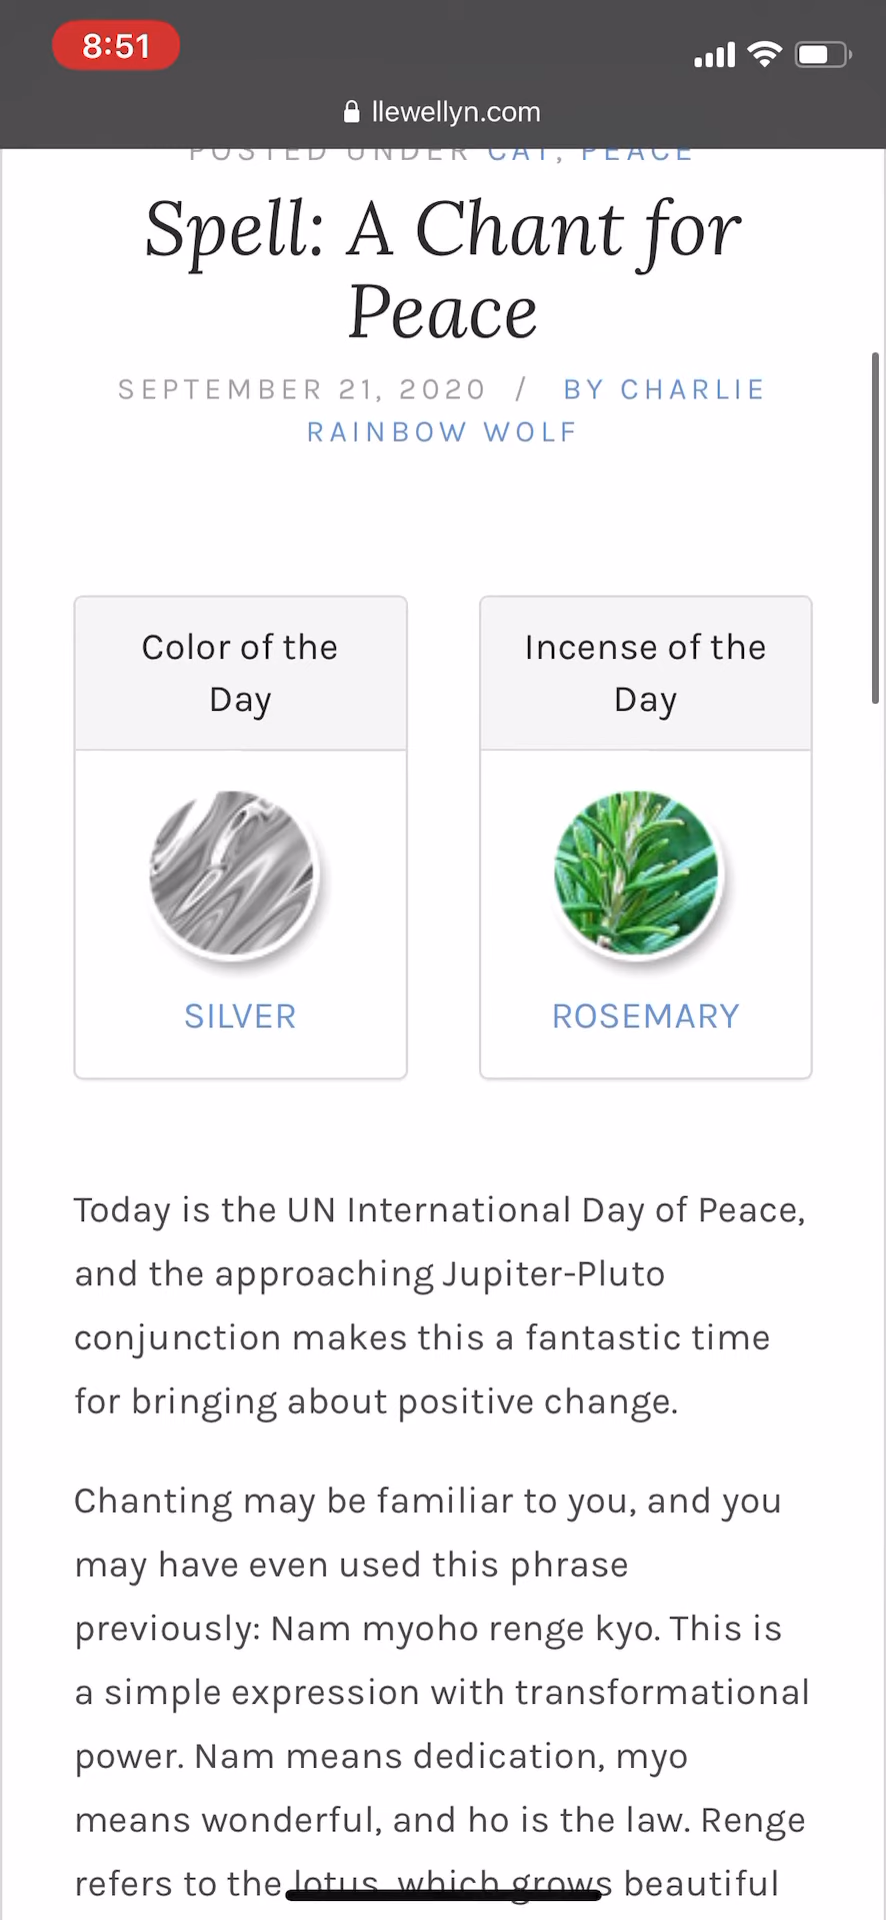 8:51
llewellyn.com
POSTED UNDER CAT, PEACE
Spell: A Chant for
Peace
SEPTEMBER 21, 2020 / BY CHARLIE
RAINBOW WOLF
Color of the
Day
SILVER
Incense of the
Day
ROSEMARY
Today is the UN International Day of Peace,
and the approaching Jupiter-Pluto
conjunction makes this a fantastic time
for bringing about positive change.
Chanting may be familiar to you, and you
may have even used this phrase
previously: Nam myoho renge kyo. This is
a simple expression with transformational
power. Nam means dedication, myo
means wonderful, and ho is the law. Renge
refers to the lotus, which grows beautiful